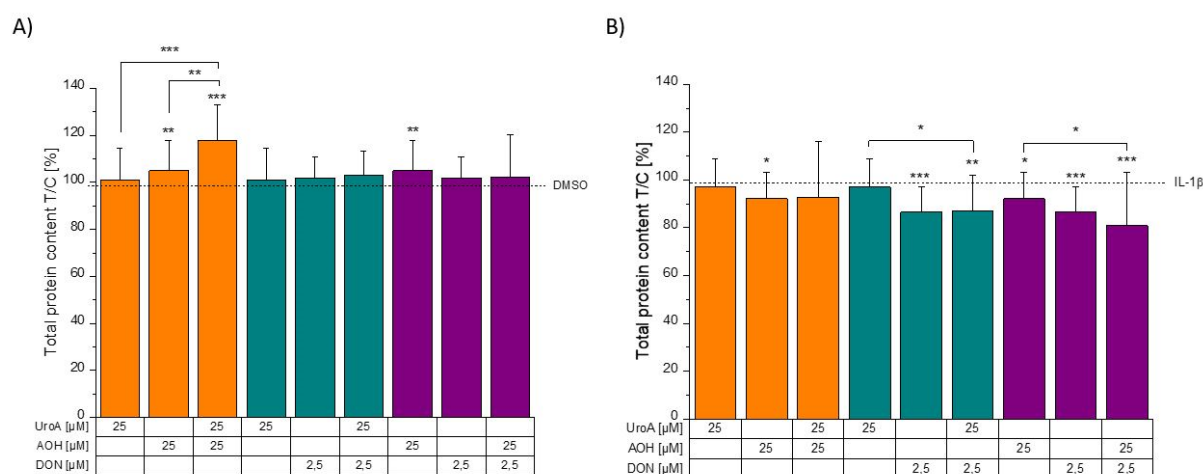 A)
Total protein content T/C [%]
140
120
100
80
60
40
20
0
***
**
***
**
**
DMSO
UroA [µM] 25 25 25 25
AOH [µM] 25 25 25 25
DON [µM] 2,5 2,5 2,5 2,5
B)
Total protein content T/C [%]
140
120
100
80
60
40
20
0
*
*
*
**
***
*
***
***
IL-1β
UroA [µM] 25 25 25 25
AOH [µM] 25 25 25 25
DON [µM] 2,5 2,5 2,5 2,5